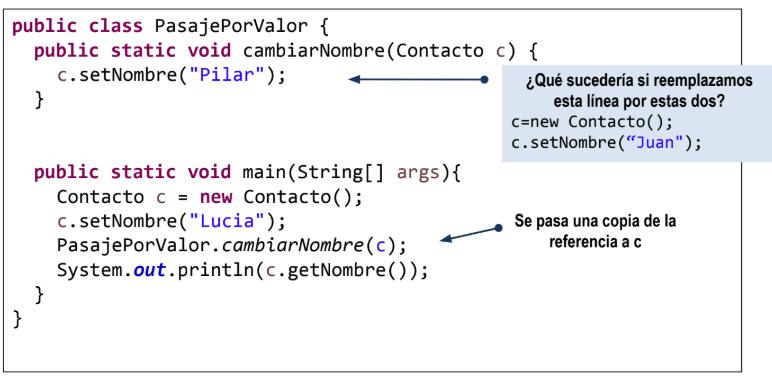 public class PasajePorValor {
public static void cambiarNombre(Contacto c) {
c.setNombre("Pilar");
}
¿Qué sucedería si reemplazamos
esta línea por estas dos?
c=new Contacto();
c.setNombre(“Juan");
public static void main(String[] args){
Contacto c = new Contacto();
c.setNombre("Lucia");
PasajePorValor.cambiarNombre(c);
System.out.println(c.getNombre());
}
}
Se pasa una copia de la
referencia a c